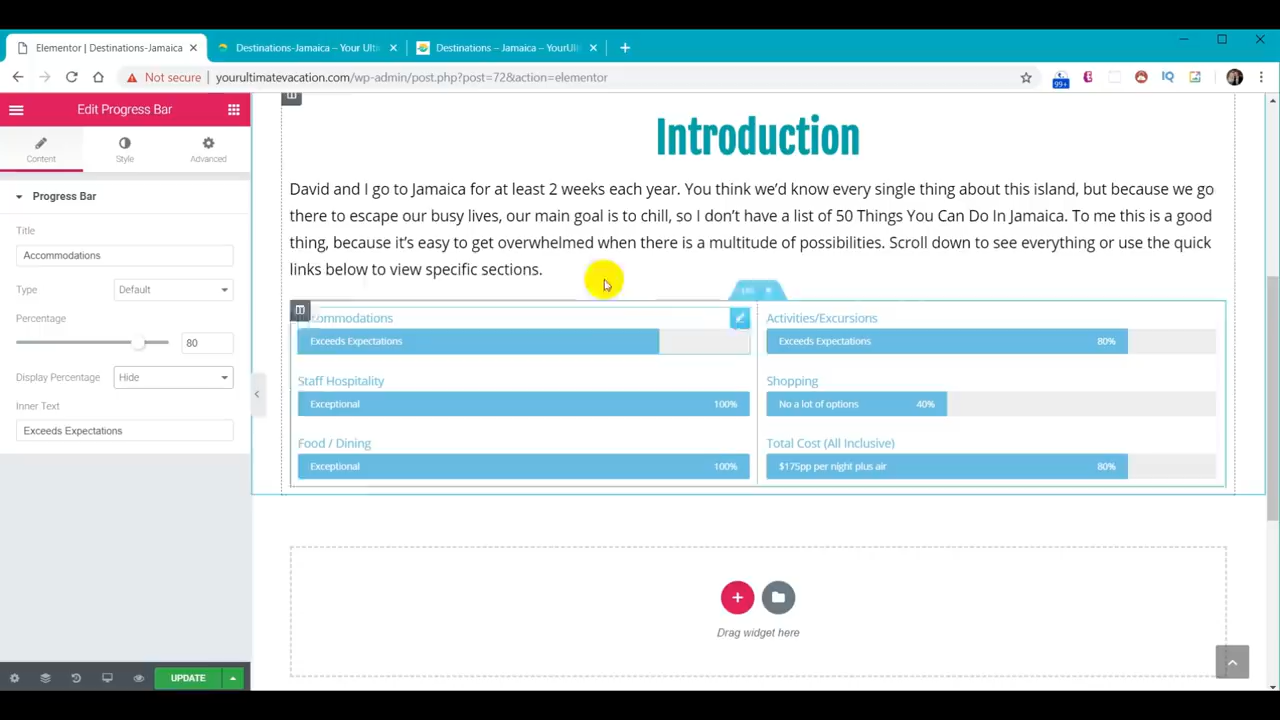 Elementor | Destinations-Jamaica
Destinations-Jamaica – Your Ulti
Destinations – Jamaica – YourUlti
Not secure
yourultimatevacation.com/wp-admin/post.php?post=72&action=elementor
99+
IQ
Edit Progress Bar
Content
Style
Advanced
Progress Bar
Title
Accommodations
Type
Default
Percentage
80
Display Percentage
Hide
Inner Text
Exceeds Expectations
UPDATE
Introduction
David and I go to Jamaica for at least 2 weeks each year. You think we'd know every single thing about this island, but because we go
there to escape our busy lives, our main goal is to chill, so I don't have a list of 50 Things You Can Do In Jamaica. To me this is a good
thing, because it's easy to get overwhelmed when there is a multitude of possibilities. Scroll down to see everything or use the quick
links below to view specific sections.
ommodations
Exceeds Expectations
Staff Hospitality
Exceptional 100%
Food / Dining
Exceptional 100%
Activities/Excursions
Exceeds Expectations 80%
Shopping
No a lot of options 40%
Total Cost (All Inclusive)
$175pp per night plus air 80%
Drag widget here